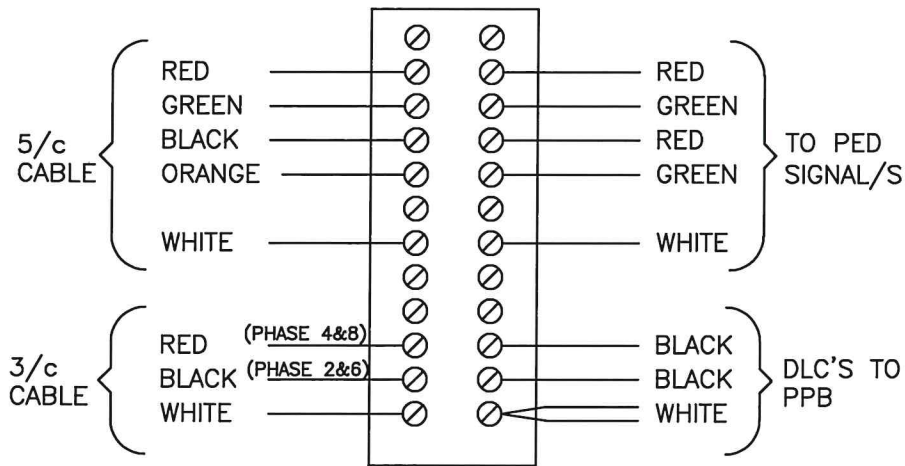 5/c
CABLE
RED
GREEN
BLACK
ORANGE
WHITE
RED
GREEN
RED
GREEN
WHITE
TO PED
SIGNAL/S
3/c
CABLE
RED (PHASE 4&8)
BLACK (PHASE 2&6)
WHITE
BLACK
BLACK
WHITE
DLC'S TO
PPB